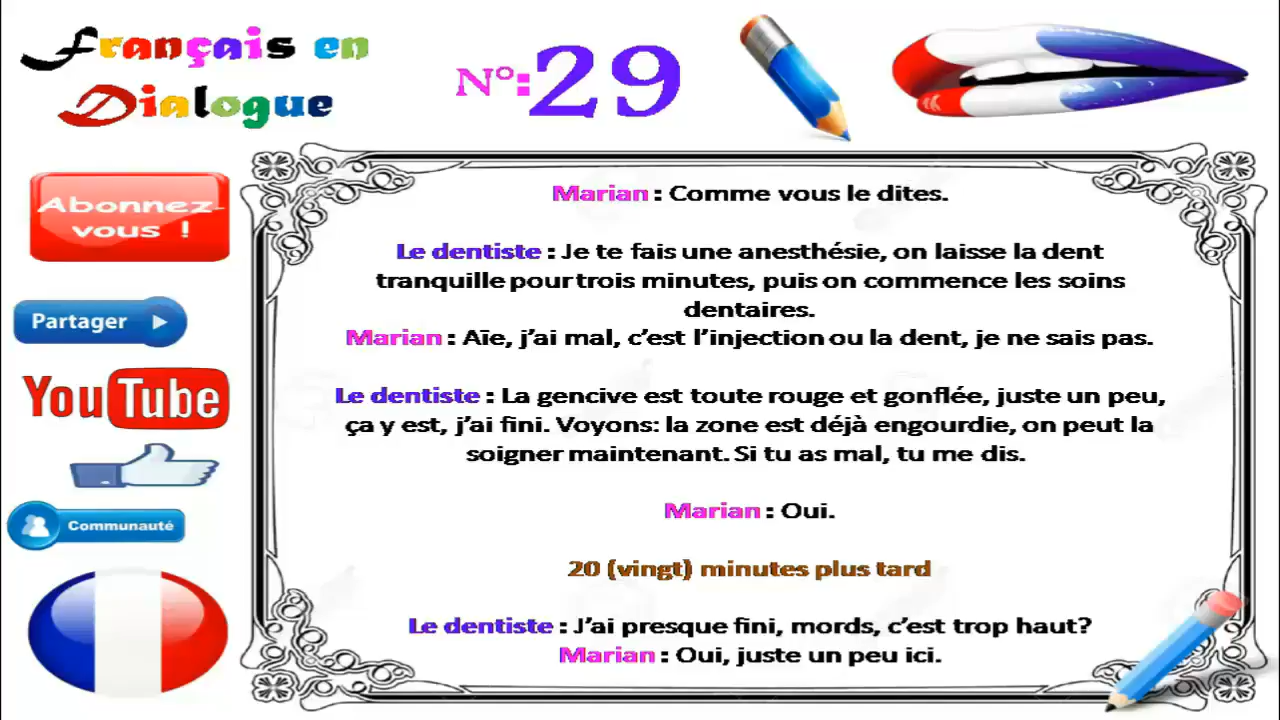 Français en
Dialogue
N°:29
Abonnez-
vous !
Partager
YouTube
Communauté
Marian : Comme vous le dites.
Le dentiste : Je te fais une anesthésie, on laisse la dent
tranquille pour trois minutes, puis on commence les soins
dentaires.
Marian : Aïe, j’ai mal, c’est l’injection ou la dent, je ne sais pas.
Le dentiste : La gencive est toute rouge et gonflée, juste un peu,
ça y est, j’ai fini. Voyons: la zone est déjà engourdie, on peut la
soigner maintenant. Si tu as mal, tu me dis.
Marian : Oui.
20 (vingt) minutes plus tard
Le dentiste : J’ai presque fini, mords, c’est trop haut?
Marian : Oui, juste un peu ici.